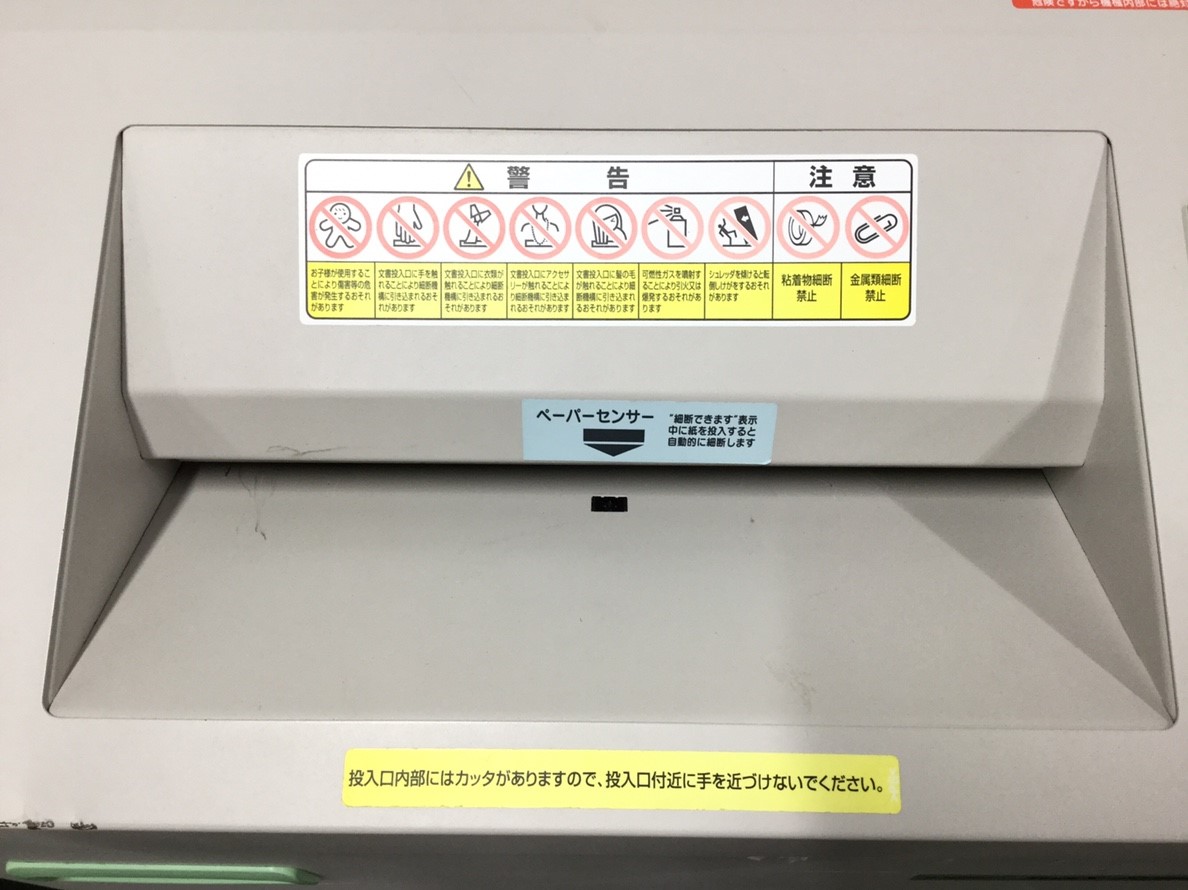 危険ですから機械内部には絶対
警告
注意
お子様が使用するこ
とにより傷害等の危
害が発生するおそれ
があります
文書投入口に手を触
れることにより細断機
構に引き込まれるおそ
れがあります
文書投入口に衣類が
触れることにより細断
機構に引き込まれるお
それがあります
文書投入口にアクセサ
リーが触れることによ
り細断機構に引き込ま
れるおそれがあります
文書投入口に髪の毛
が触れることにより細
断機構に引き込まれ
るおそれがあります
可燃性ガスを噴射す
ることにより引火又は
爆発するおそれがあ
ります
シュレッダを傾けると転
倒しけがをするおそれ
があります
粘着物細断
禁止
金属類細断
禁止
ペーパーセンサー
"細断できます"表示
中に紙を投入すると
自動的に細断します
投入口内部にはカッタがありますので、投入口付近に手を近づけないでください。